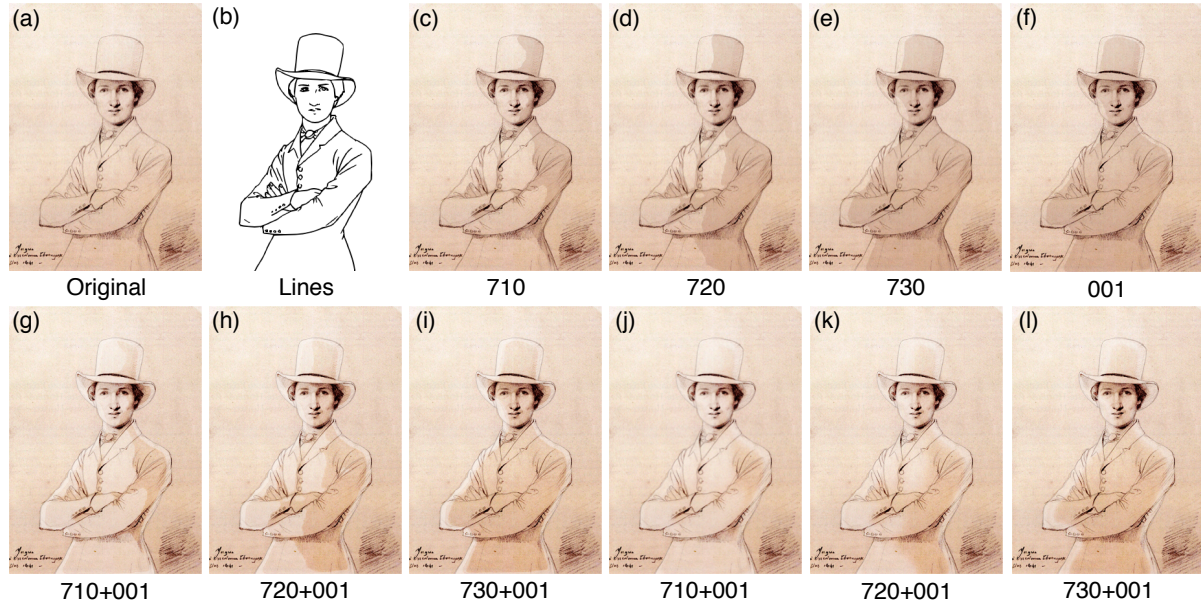 (a) (b) (c) (d) (e) (f)
Original Lines 710 720 730 001
(g) (h) (i) (j) (k) (l)
710+001 720+001 730+001 710+001 720+001 730+001